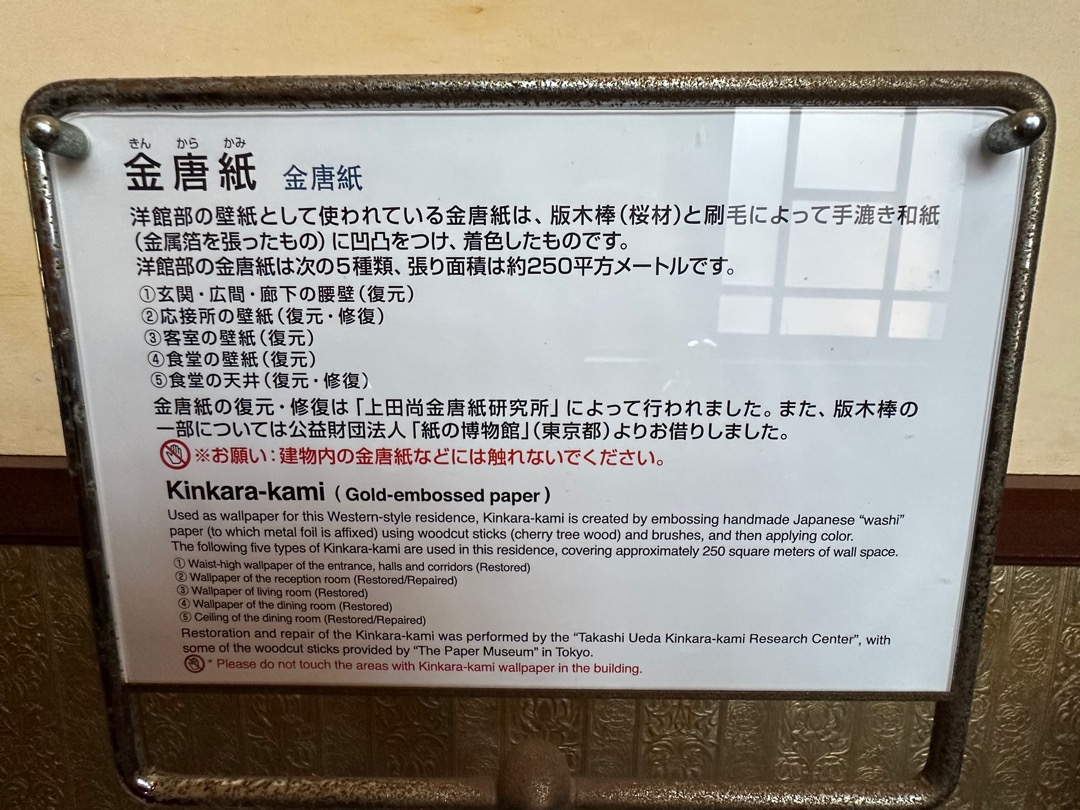 きん から かみ
金唐紙 金唐紙
洋館部の壁紙として使われている金唐紙は、版木棒（桜材）と刷毛によって手漉き和紙
（金属箔を張ったもの）に凹凸をつけ、着色したものです。
洋館部の金唐紙は次の5種類、張り面積は約250平方メートルです。
①玄関・広間・廊下の腰壁（復元）
②応接所の壁紙（復元・修復）
③客室の壁紙（復元）
④食堂の壁紙（復元）
⑤食堂の天井（復元・修復）
金唐紙の復元・修復は「上田尚金唐紙研究所」によって行われました。また、版木棒の
一部については公益財団法人「紙の博物館」（東京都）よりお借りしました。
※お願い：建物内の金唐紙などには触れないでください。
Kinkara-kami ( Gold-embossed paper )
Used as wallpaper for this Western-style residence, Kinkara-kami is created by embossing handmade Japanese “washi”
paper (to which metal foil is affixed) using woodcut sticks (cherry tree wood) and brushes, and then applying color.
The following five types of Kinkara-kami are used in this residence, covering approximately 250 square meters of wall space.
① Waist-high wallpaper of the entrance, halls and corridors (Restored)
② Wallpaper of the reception room (Restored/Repaired)
③ Wallpaper of living room (Restored)
④ Wallpaper of the dining room (Restored)
⑤ Ceiling of the dining room (Restored/Repaired)
Restoration and repair of the Kinkara-kami was performed by the “Takashi Ueda Kinkara-kami Research Center”, with
some of the woodcut sticks provided by “The Paper Museum” in Tokyo.
* Please do not touch the areas with Kinkara-kami wallpaper in the building.